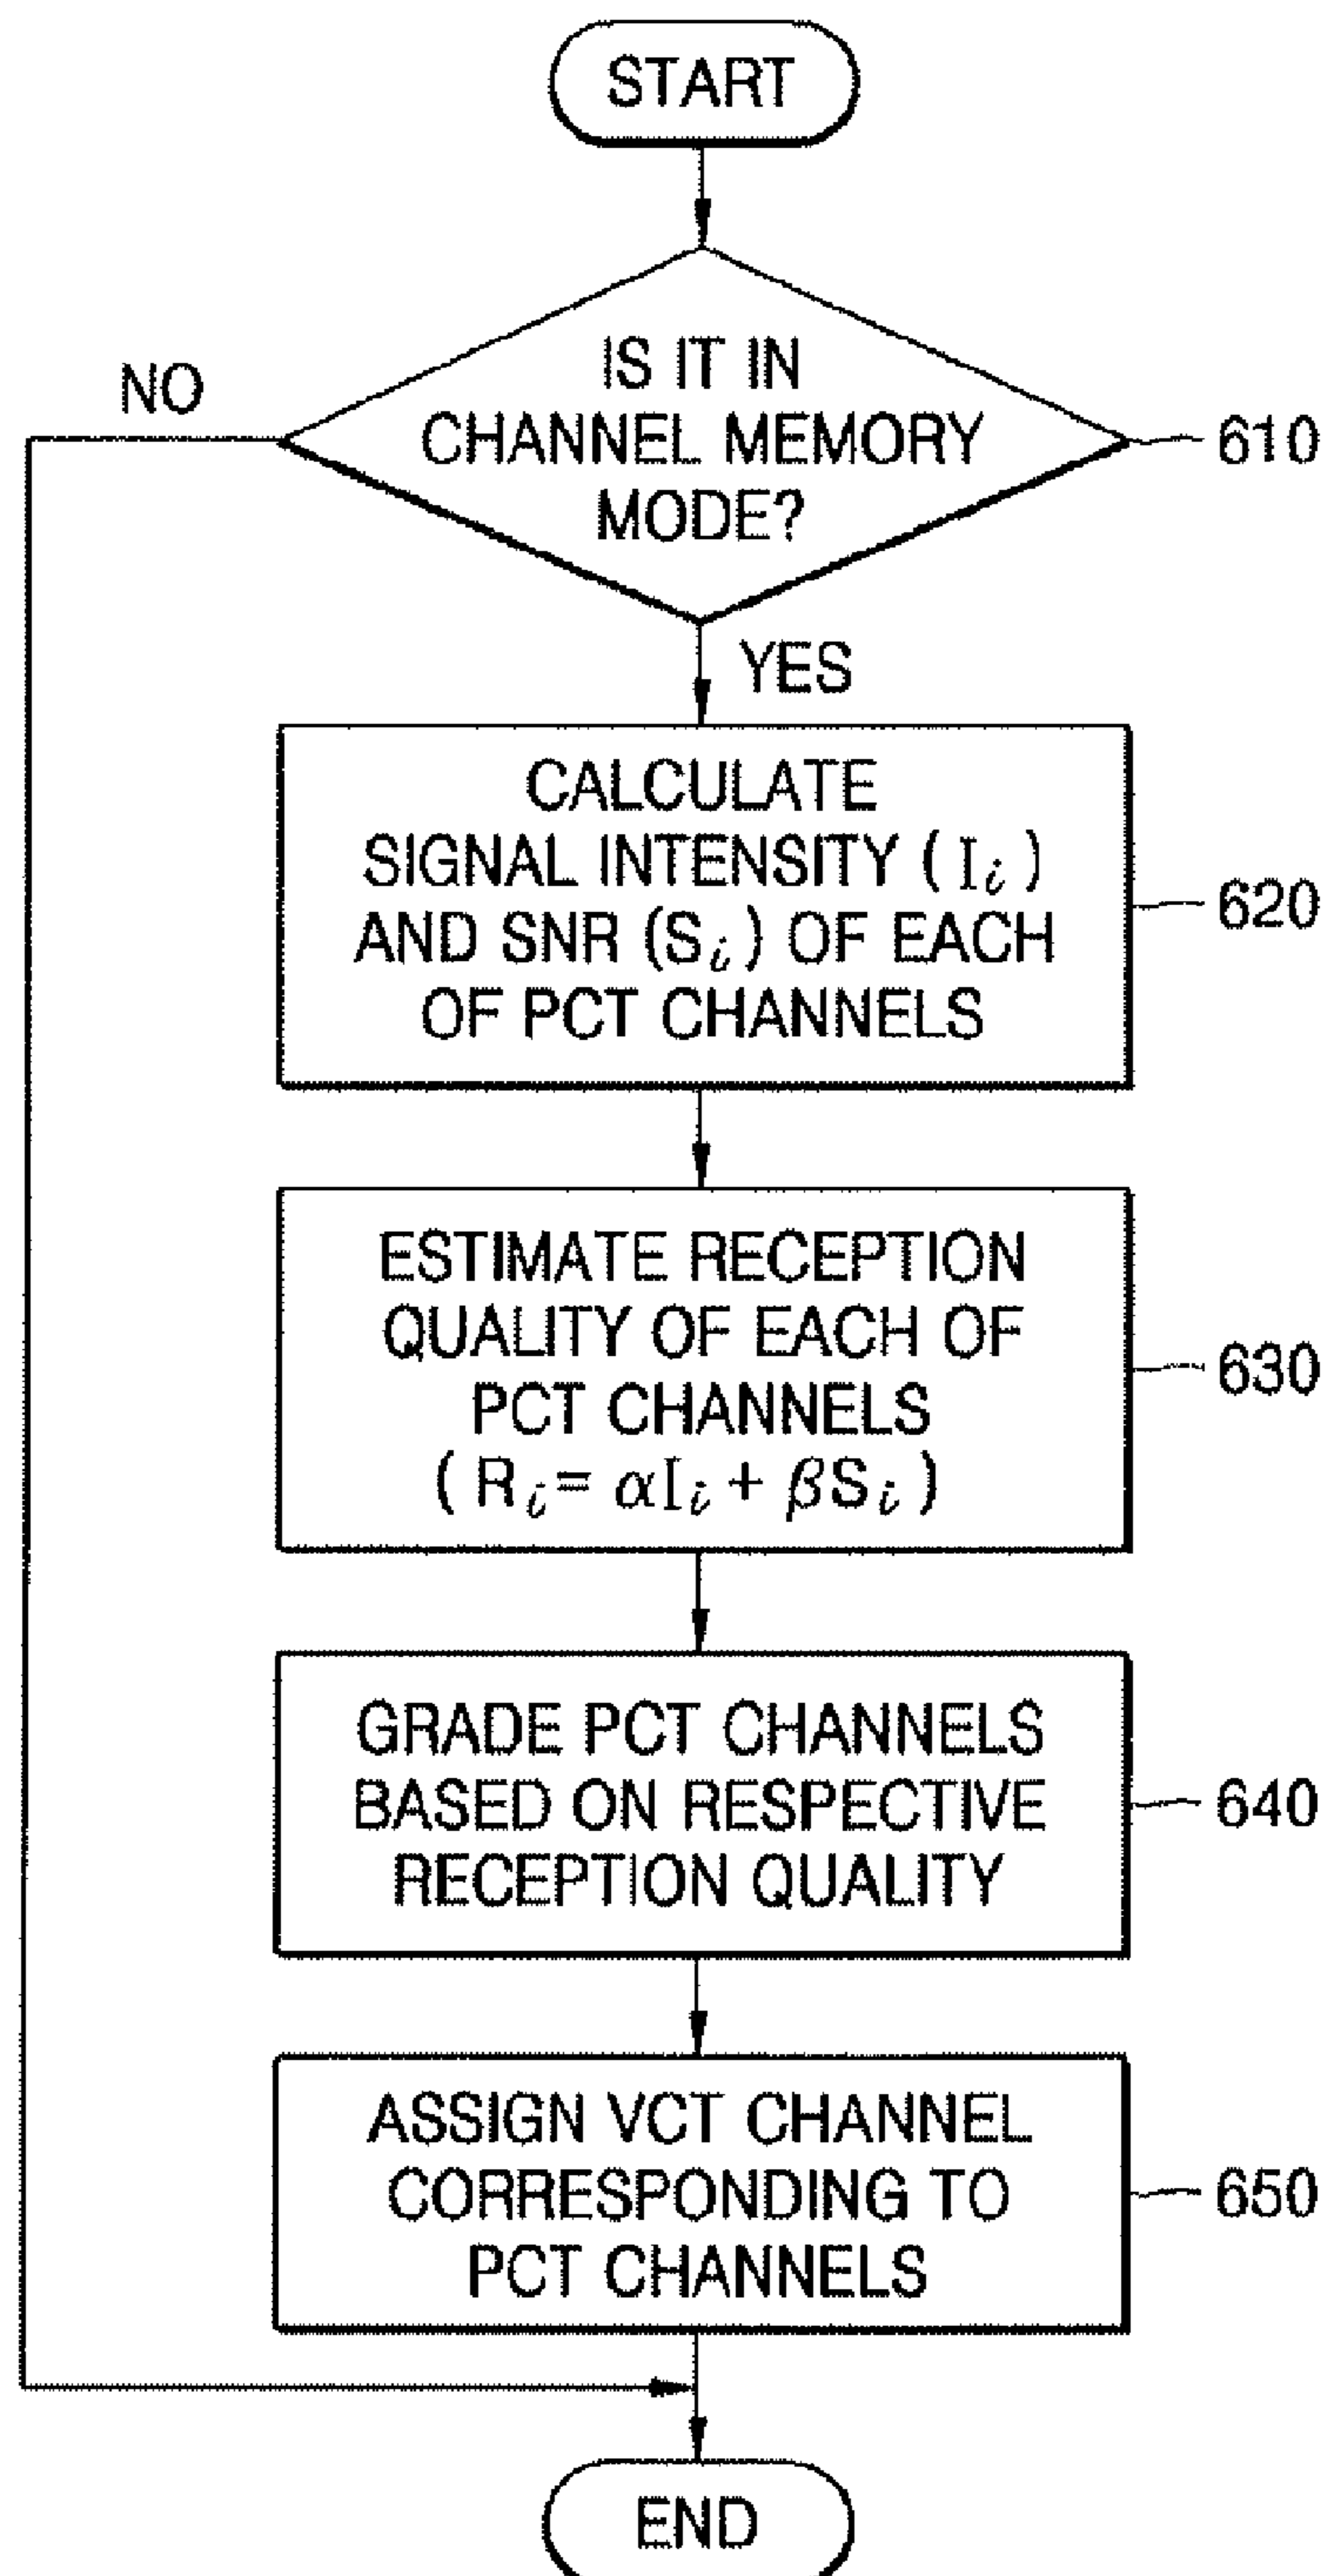 START
IS IT IN
CHANNEL MEMORY
MODE?
NO
610
YES
CALCULATE
SIGNAL INTENSITY (Iᵢ)
AND SNR (Sᵢ) OF EACH
OF PCT CHANNELS
620
ESTIMATE RECEPTION
QUALITY OF EACH OF
PCT CHANNELS
( Rᵢ = αIᵢ + βSᵢ )
630
GRADE PCT CHANNELS
BASED ON RESPECTIVE
RECEPTION QUALITY
640
ASSIGN VCT CHANNEL
CORRESPONDING TO
PCT CHANNELS
650
END